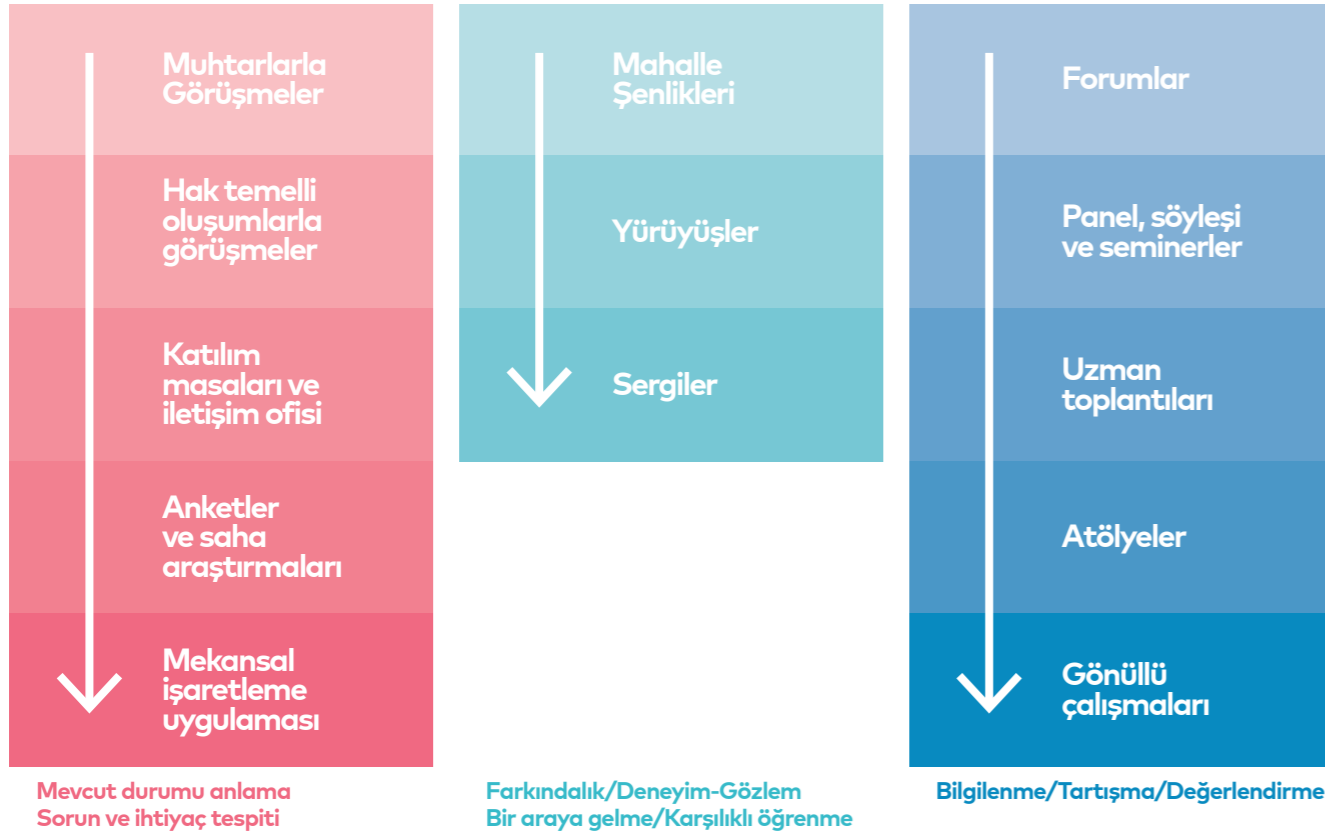 Muhtarlarla
Görüşmeler
Hak temelli
oluşumlarla
görüşmeler
Katılım
masaları ve
iletişim ofisi
Anketler
ve saha
araştırmaları
Mekansal
işaretleme
uygulaması
Mevcut durumu anlama
Sorun ve ihtiyaç tespiti
Mahalle
Şenlikleri
Yürüyüşler
Sergiler
Farkındalık/Deneyim-Gözlem
Bir araya gelme/Karşılıklı öğrenme
Forumlar
Panel, söyleşi
ve seminerler
Uzman
toplantıları
Atölyeler
Gönüllü
çalışmaları
Bilgilenme/Tartışma/Değerlendirme